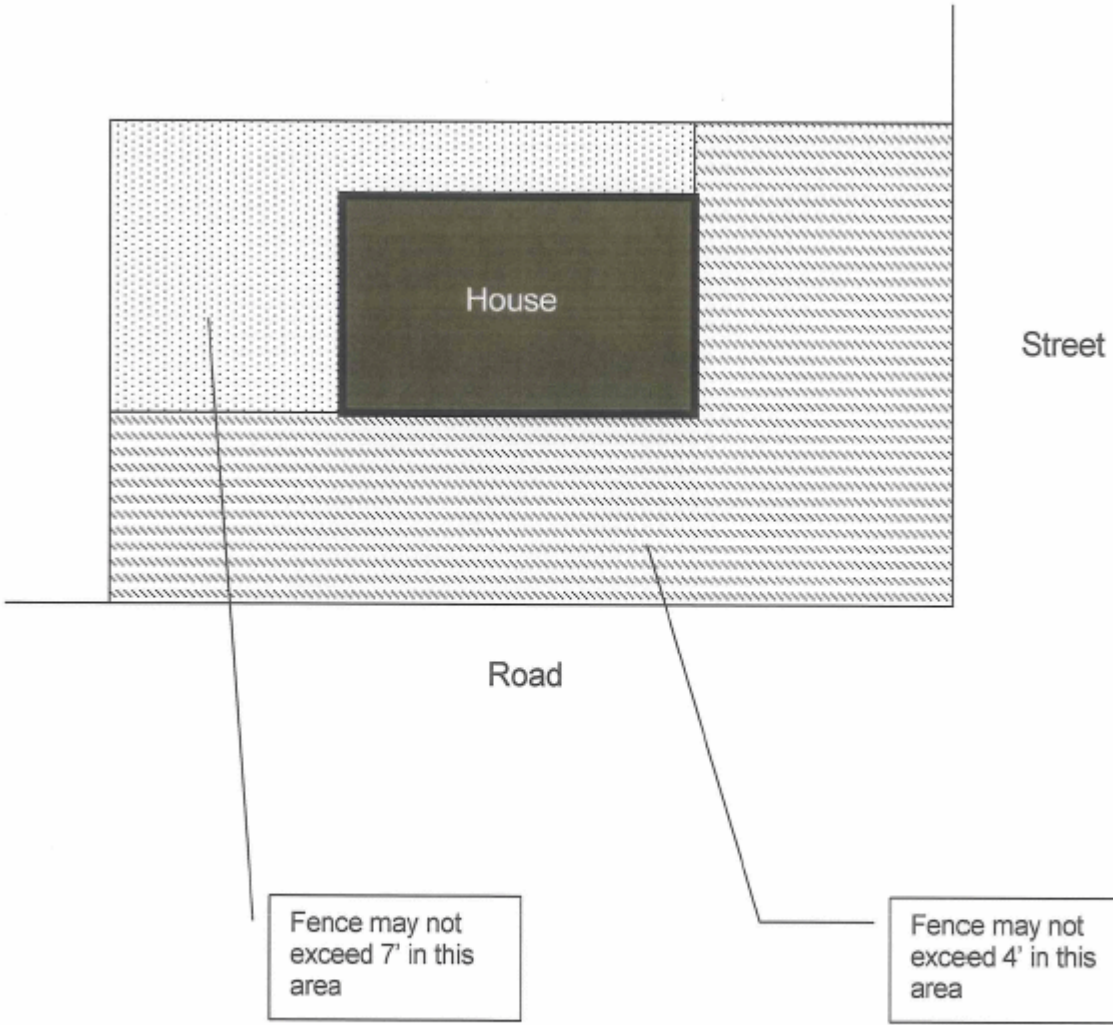 House
Street
Road
Fence may not
exceed 7' in this
area
Fence may not
exceed 4' in this
area